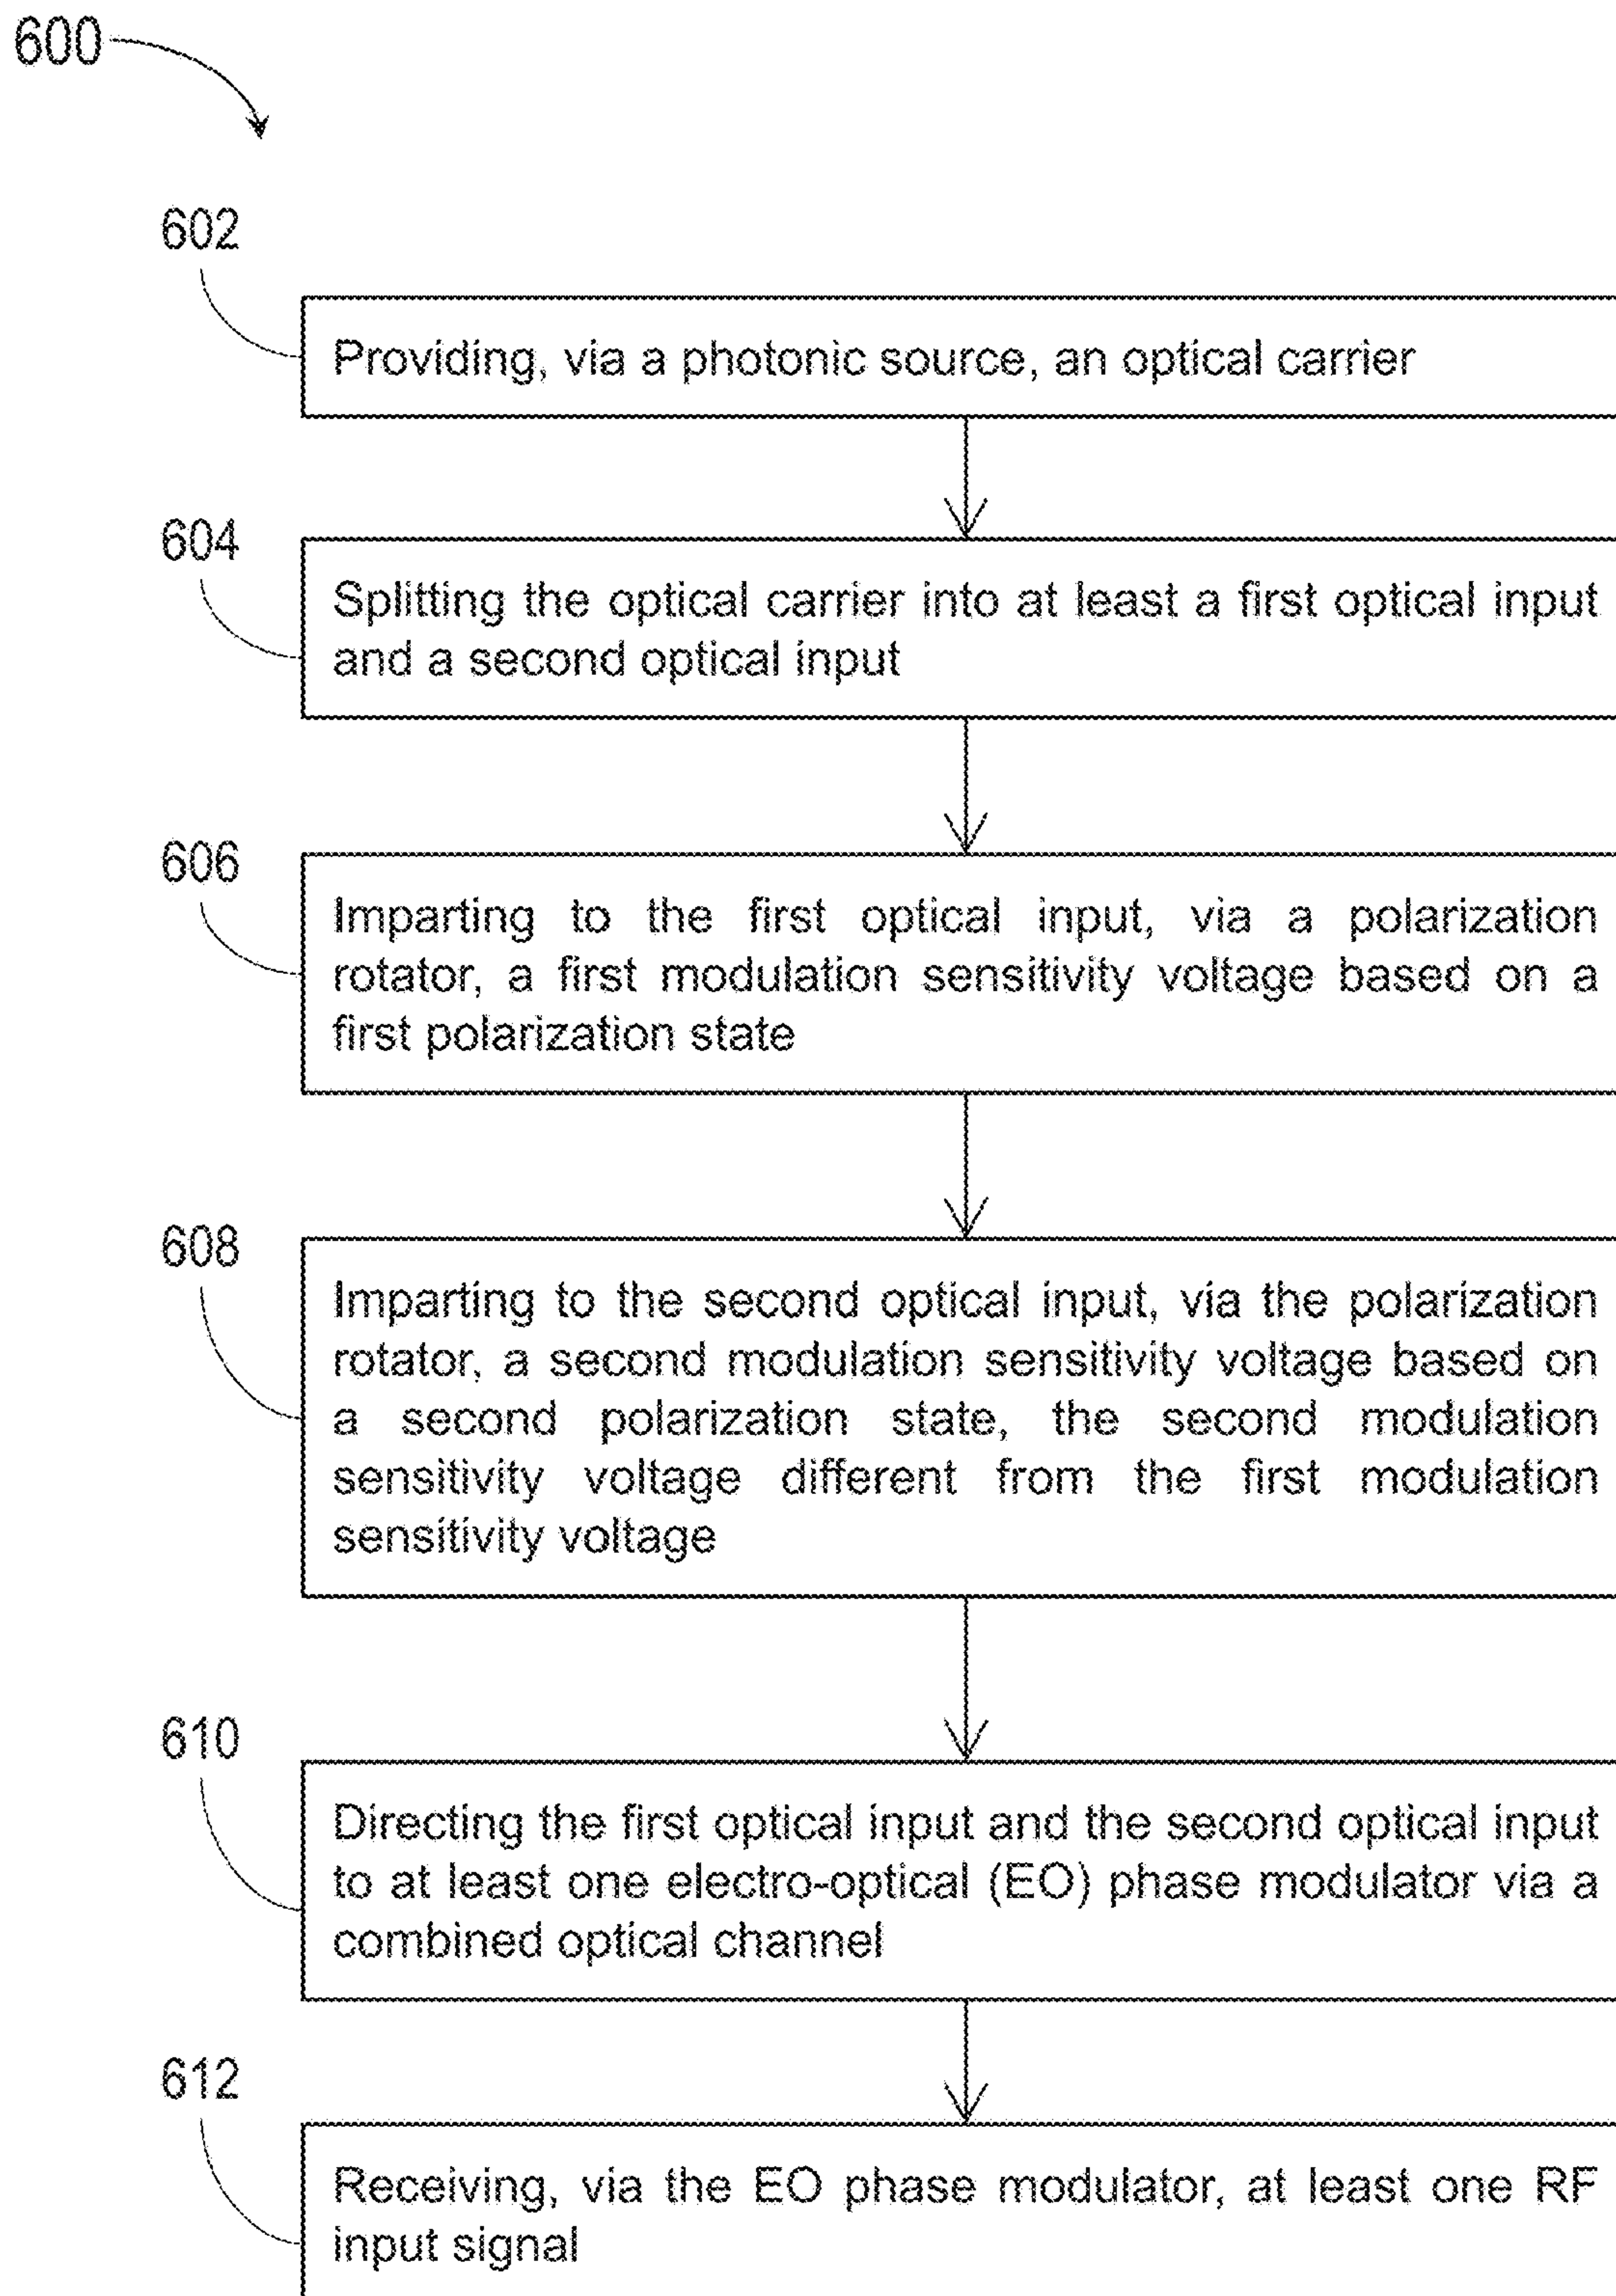 600
602
Providing, via a photonic source, an optical carrier
604
Splitting the optical carrier into at least a first optical input
and a second optical input
606
Imparting to the first optical input, via a polarization
rotator, a first modulation sensitivity voltage based on a
first polarization state
608
Imparting to the second optical input, via the polarization
rotator, a second modulation sensitivity voltage based on
a second polarization state, the second modulation
sensitivity voltage different from the first modulation
sensitivity voltage
610
Directing the first optical input and the second optical input
to at least one electro-optical (EO) phase modulator via a
combined optical channel
612
Receiving, via the EO phase modulator, at least one RF
input signal